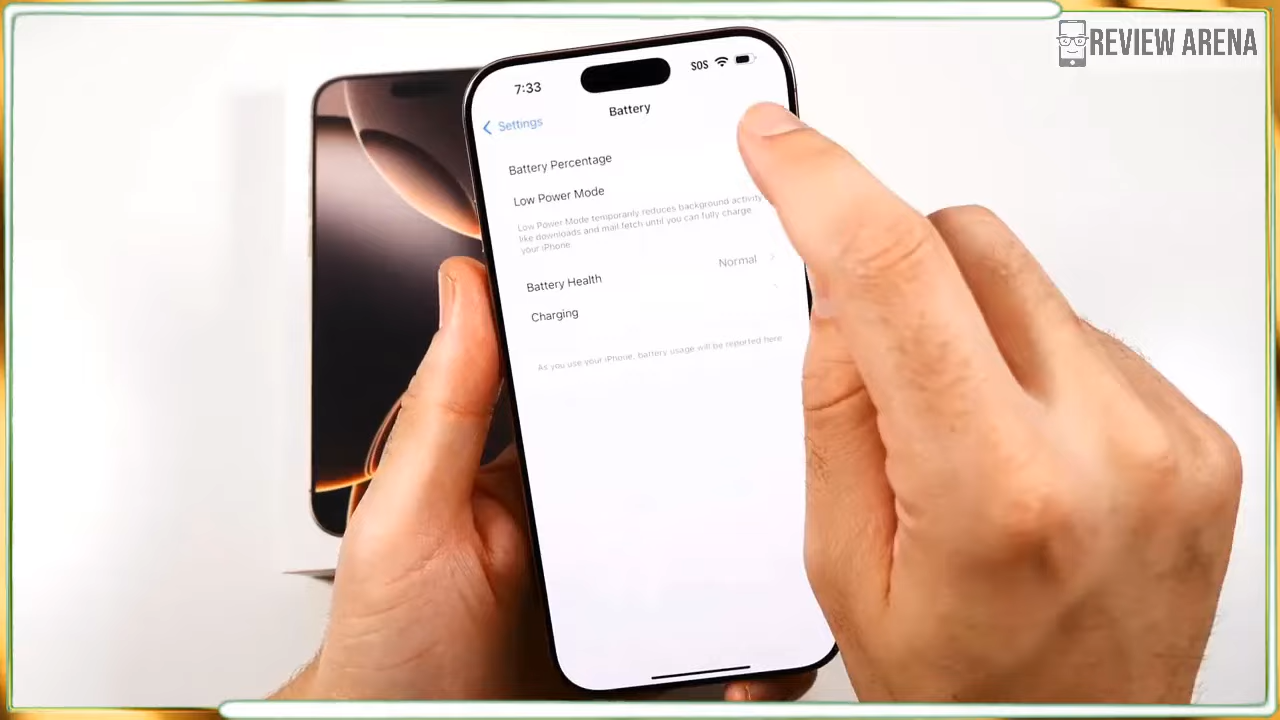 REVIEW ARENA
7:33
SOS
Settings
Battery
Battery Percentage
Low Power Mode
Low Power Mode temporarily reduces background activity
like downloads and mail fetch until you can fully charge
your iPhone.
Battery Health Normal
Charging
As you use your iPhone, battery usage will be reported here